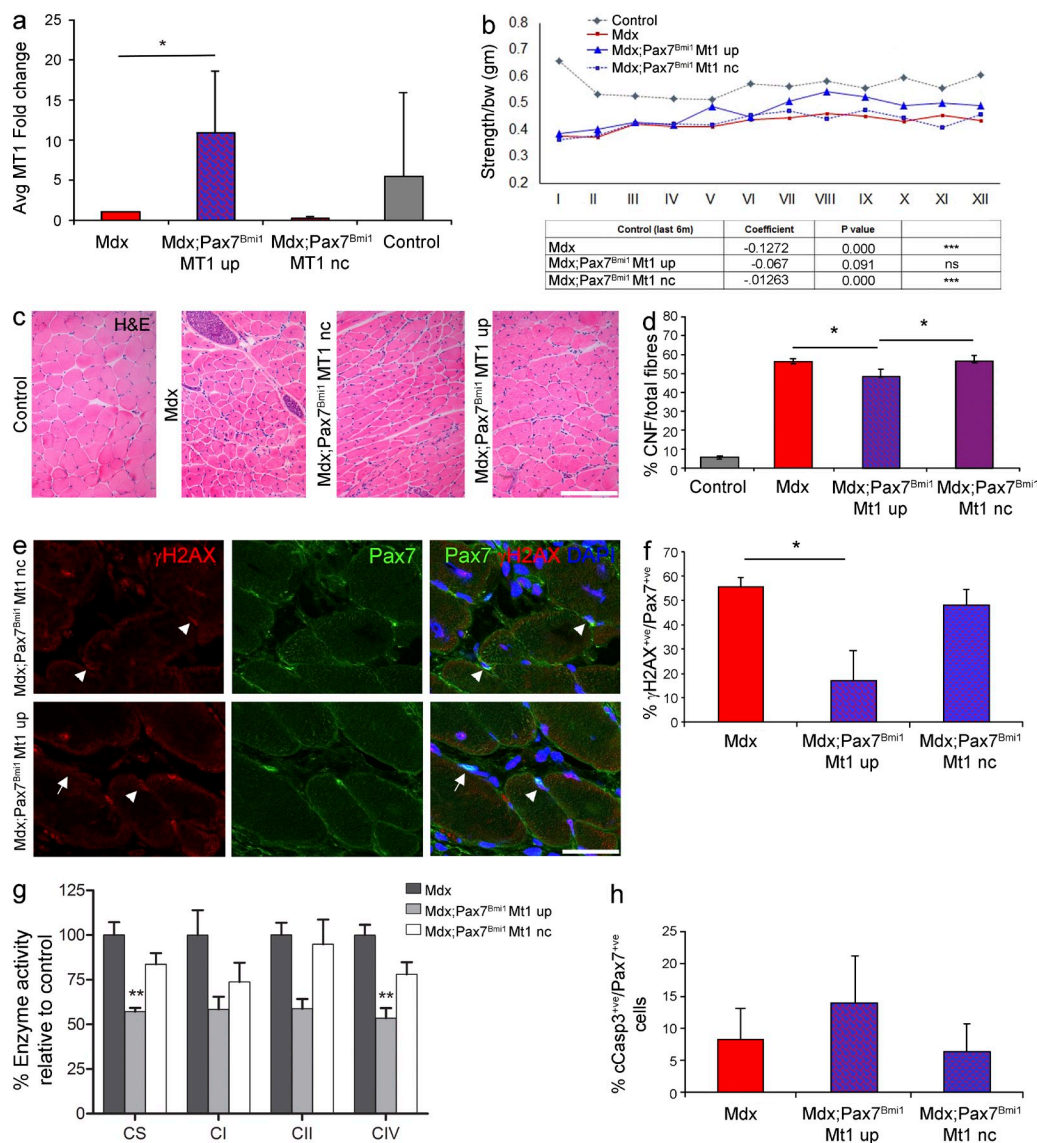 a
Avg MT1 Fold change
25
20
15
10
5
0
*
Mdx
Mdx;Pax7Bmi1
MT1 up
Mdx;Pax7Bmi1
MT1 nc
Control
b
Strength/bw (gm)
0.8
0.7
0.6
0.5
0.4
0.3
0.2
Control
Mdx
Mdx;Pax7Bmi1 Mt1 up
Mdx;Pax7Bmi1 Mt1 nc
I II III IV V VI VII VIII IX X XI XII
Control (last 6m) Coefficient P value
Mdx -0.1272 0.000 ***
Mdx;Pax7Bmi1 Mt1 up -0.067 0.091 ns
Mdx;Pax7Bmi1 Mt1 nc -.01263 0.000 ***
c
Control
H&E
Mdx
Mdx;Pax7Bmi1 MT1 nc
Mdx;Pax7Bmi1 MT1 up
d
% CNF/total fibres
80
70
60
50
40
30
20
10
0
*
*
Control
Mdx
Mdx;Pax7Bmi1
Mt1 up
Mdx;Pax7Bmi1
Mt1 nc
e
Mdx;Pax7Bmi1 Mt1 nc
γH2AX
Pax7
Pax7 γH2AX DAPI
Mdx;Pax7Bmi1 Mt1 up
f
% γH2AX+ve/Pax7+ve
70
60
50
40
30
20
10
0
*
Mdx
Mdx;Pax7Bmi1
Mt1 up
Mdx;Pax7Bmi1
Mt1 nc
g
% Enzyme activity
relative to control
125
100
75
50
25
0
Mdx
Mdx;Pax7Bmi1 Mt1 up
Mdx;Pax7Bmi1 Mt1 nc
**
**
CS CI CII CIV
h
% cCasp3+ve/Pax7+ve
cells
25
20
15
10
5
0
Mdx
Mdx;Pax7Bmi1
Mt1 up
Mdx;Pax7Bmi1
Mt1 nc